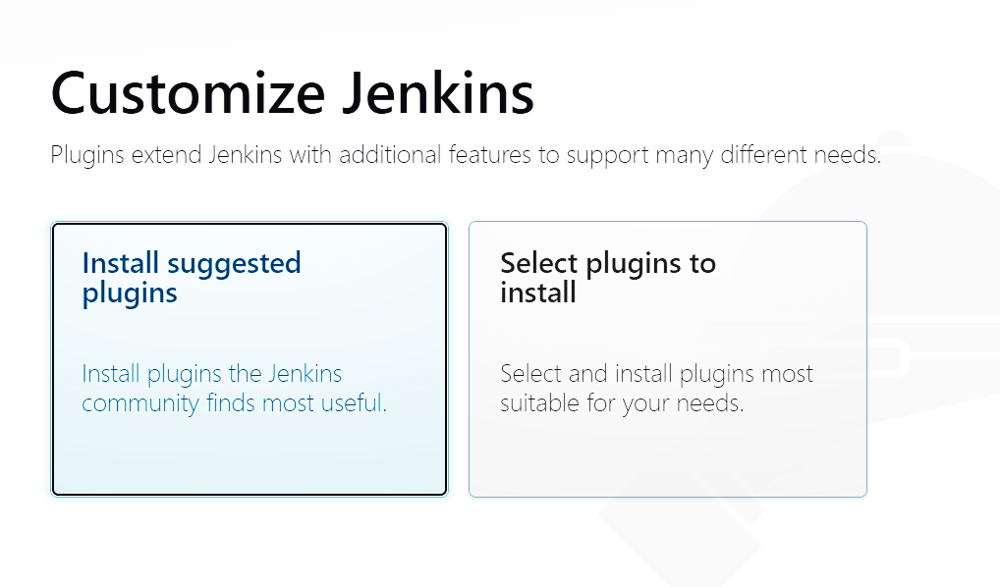 Customize Jenkins
Plugins extend Jenkins with additional features to support many different needs.
Install suggested
plugins
Install plugins the Jenkins
community finds most useful.
Select plugins to
install
Select and install plugins most
suitable for your needs.